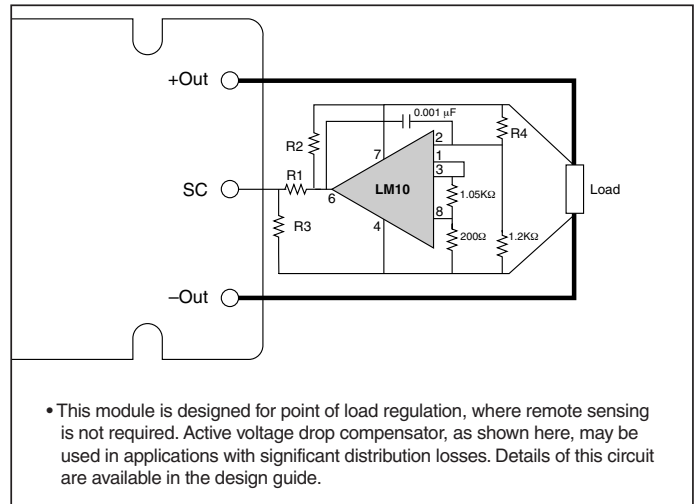 +Out
0.001 µF
R2
R4
7
2
1
3
R1
SC
LM10
Load
6
1.05KΩ
8
R3
4
200Ω
1.2KΩ
–Out
• This module is designed for point of load regulation, where remote sensing
is not required. Active voltage drop compensator, as shown here, may be
used in applications with significant distribution losses. Details of this circuit
are available in the design guide.